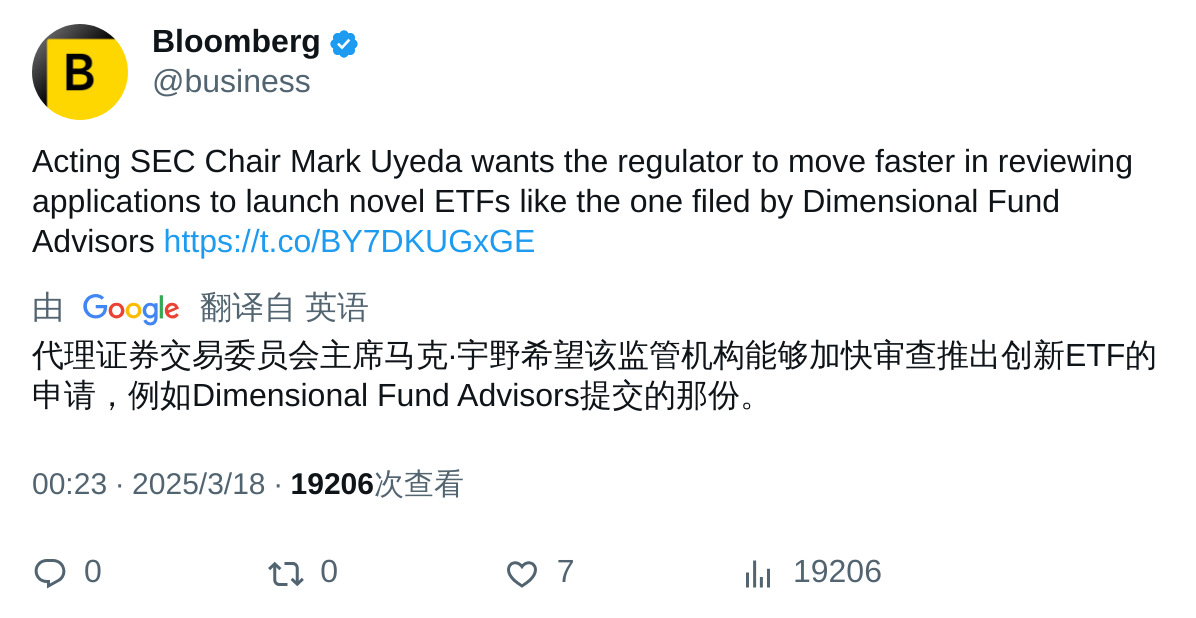 B
Bloomberg
@business
Acting SEC Chair Mark Uyeda wants the regulator to move faster in reviewing
applications to launch novel ETFs like the one filed by Dimensional Fund
Advisors https://t.co/BY7DKUGxGE
由 Google 翻译自 英语
代理证券交易委员会主席马克·宇野希望该监管机构能够加快审查推出创新ETF的
申请，例如Dimensional Fund Advisors提交的那份。
00:23 · 2025/3/18 · 19206次查看
0 0 7 19206